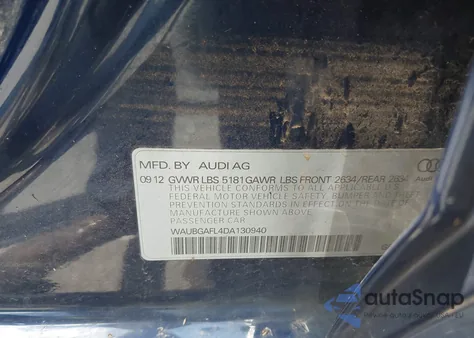 MFD. BY AUDI AG
09 12 GVWR LBS 5181 GAWR LBS FRONT 2634/REAR
THIS VEHICLE CONFORMS TO ALL APPLICABLE
FEDERAL MOTOR VEHICLE SAFETY, BUMPER AND THEFT
PREVENTION STANDARDS IN EFFECT ON THE DATE OF
MANUFACTURE SHOWN ABOVE
PASSENGER CAR
WAUBGAFL4DA130940
Audi
autoSnap